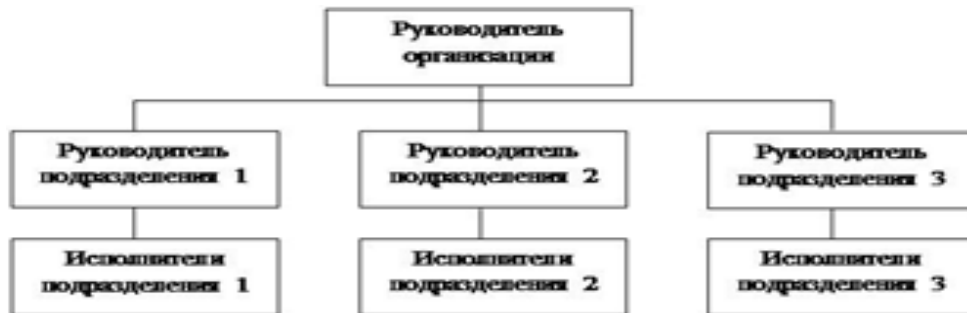 Руководитель
организации
Руководитель
подразделения 1
Руководитель
подразделения 2
Руководитель
подразделения 3
Исполнители
подразделения 1
Исполнители
подразделения 2
Исполнители
подразделения 3